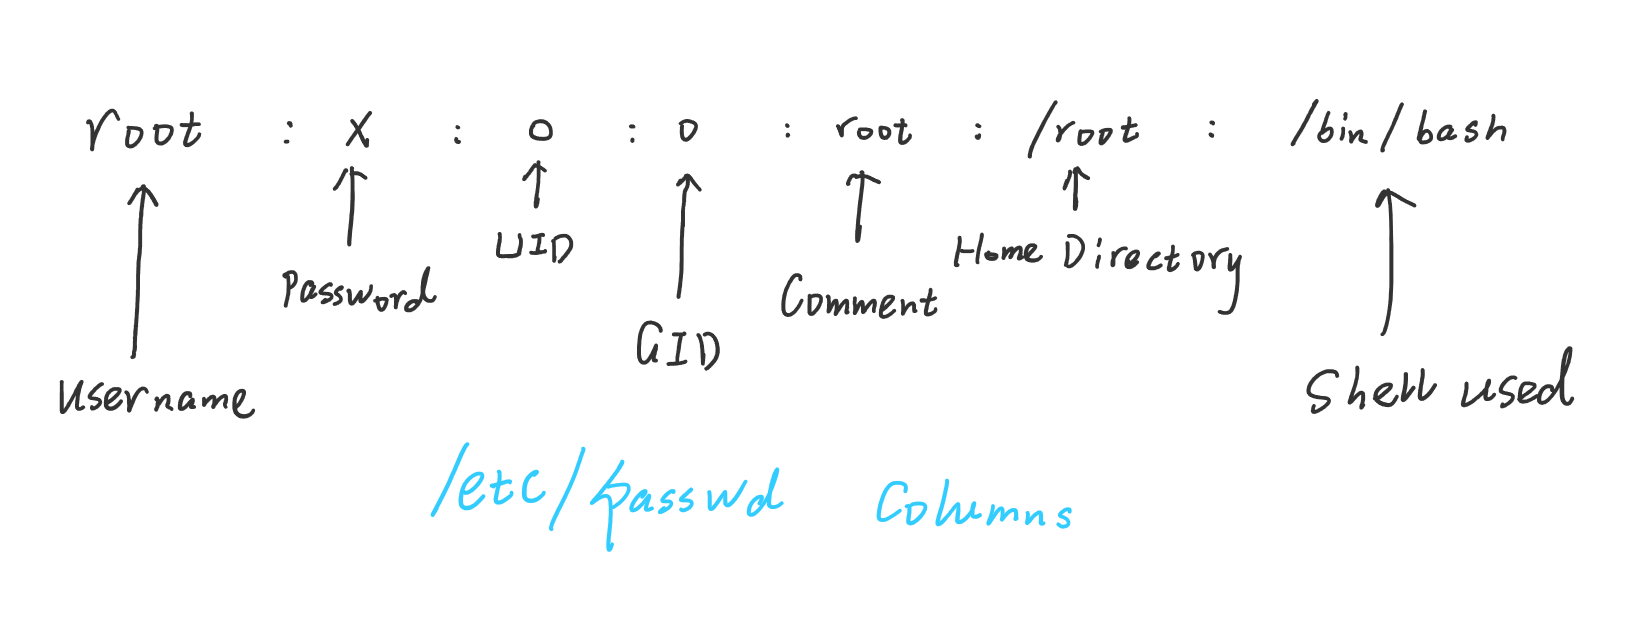 root : x : 0 : 0 : root : /root : /bin/bash
UID
Home Directory
Password
Comment
GID
Username
Shell used
/etc/passwd Columns